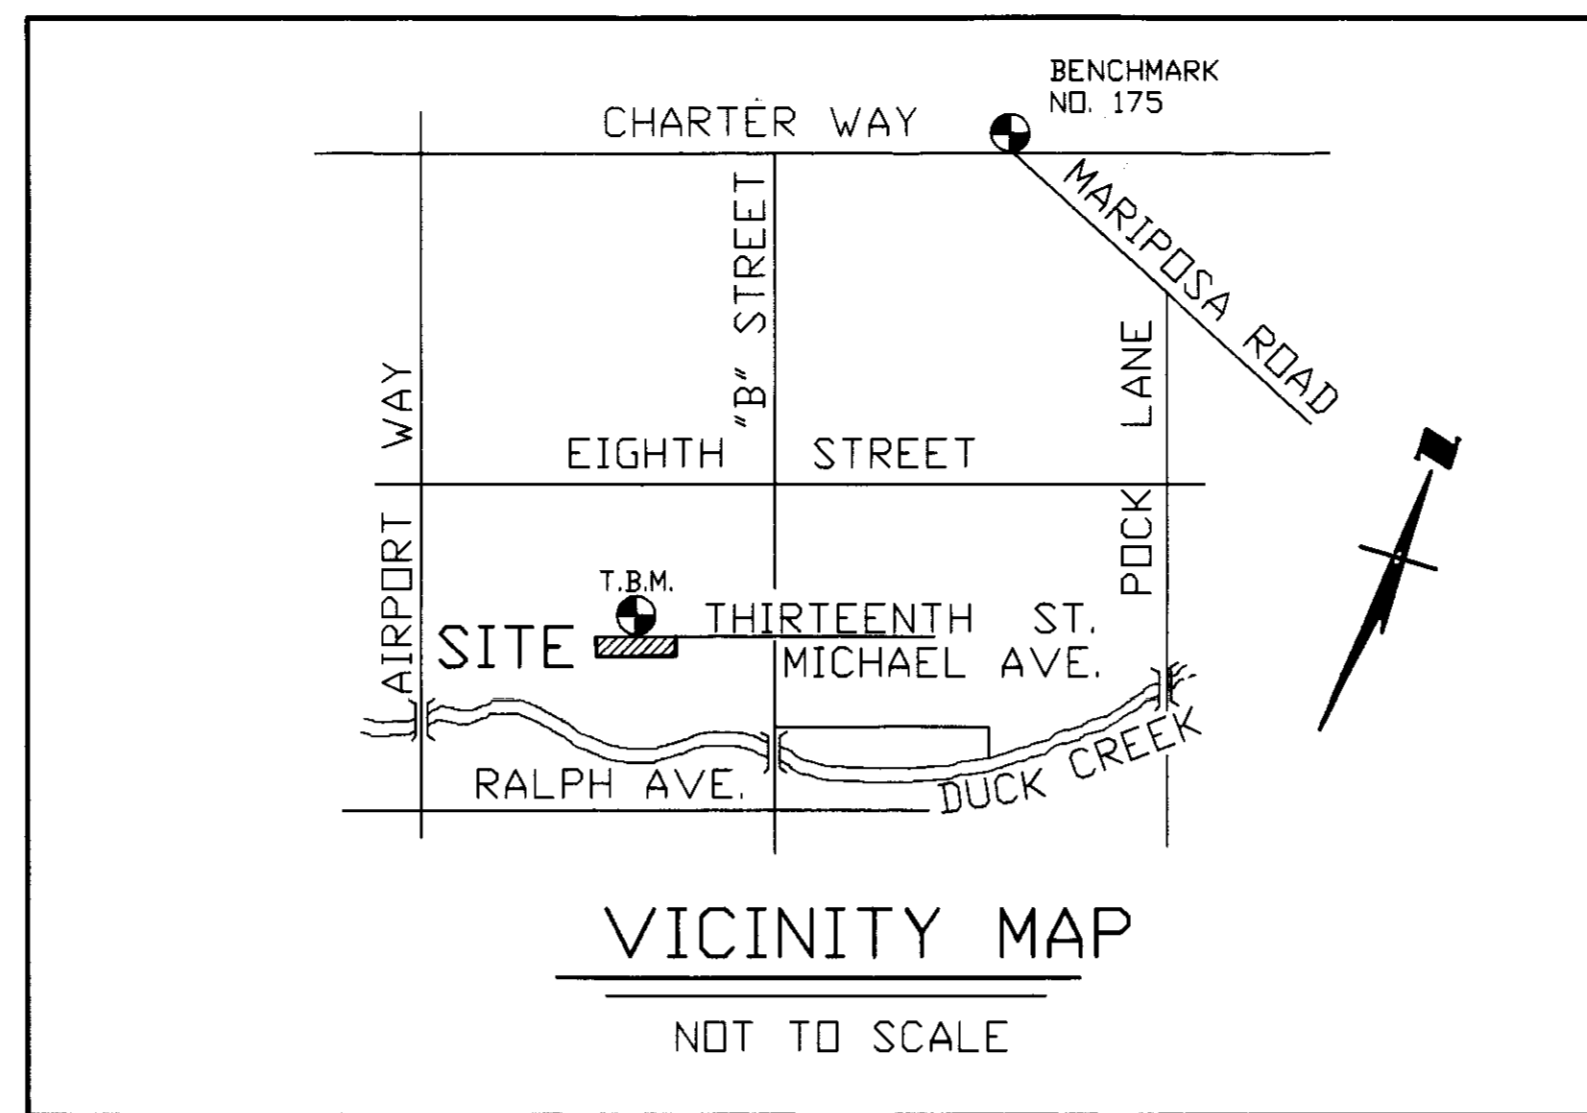 BENCHMARK
NO. 175
CHARTER WAY
MARIPOSA ROAD
"B" STREET
AIRPORT WAY
POCK LANE
EIGHTH STREET
T.B.M.
THIRTEENTH ST.
SITE
MICHAEL AVE.
RALPH AVE.
DUCK CREEK
VICINITY MAP
NOT TO SCALE